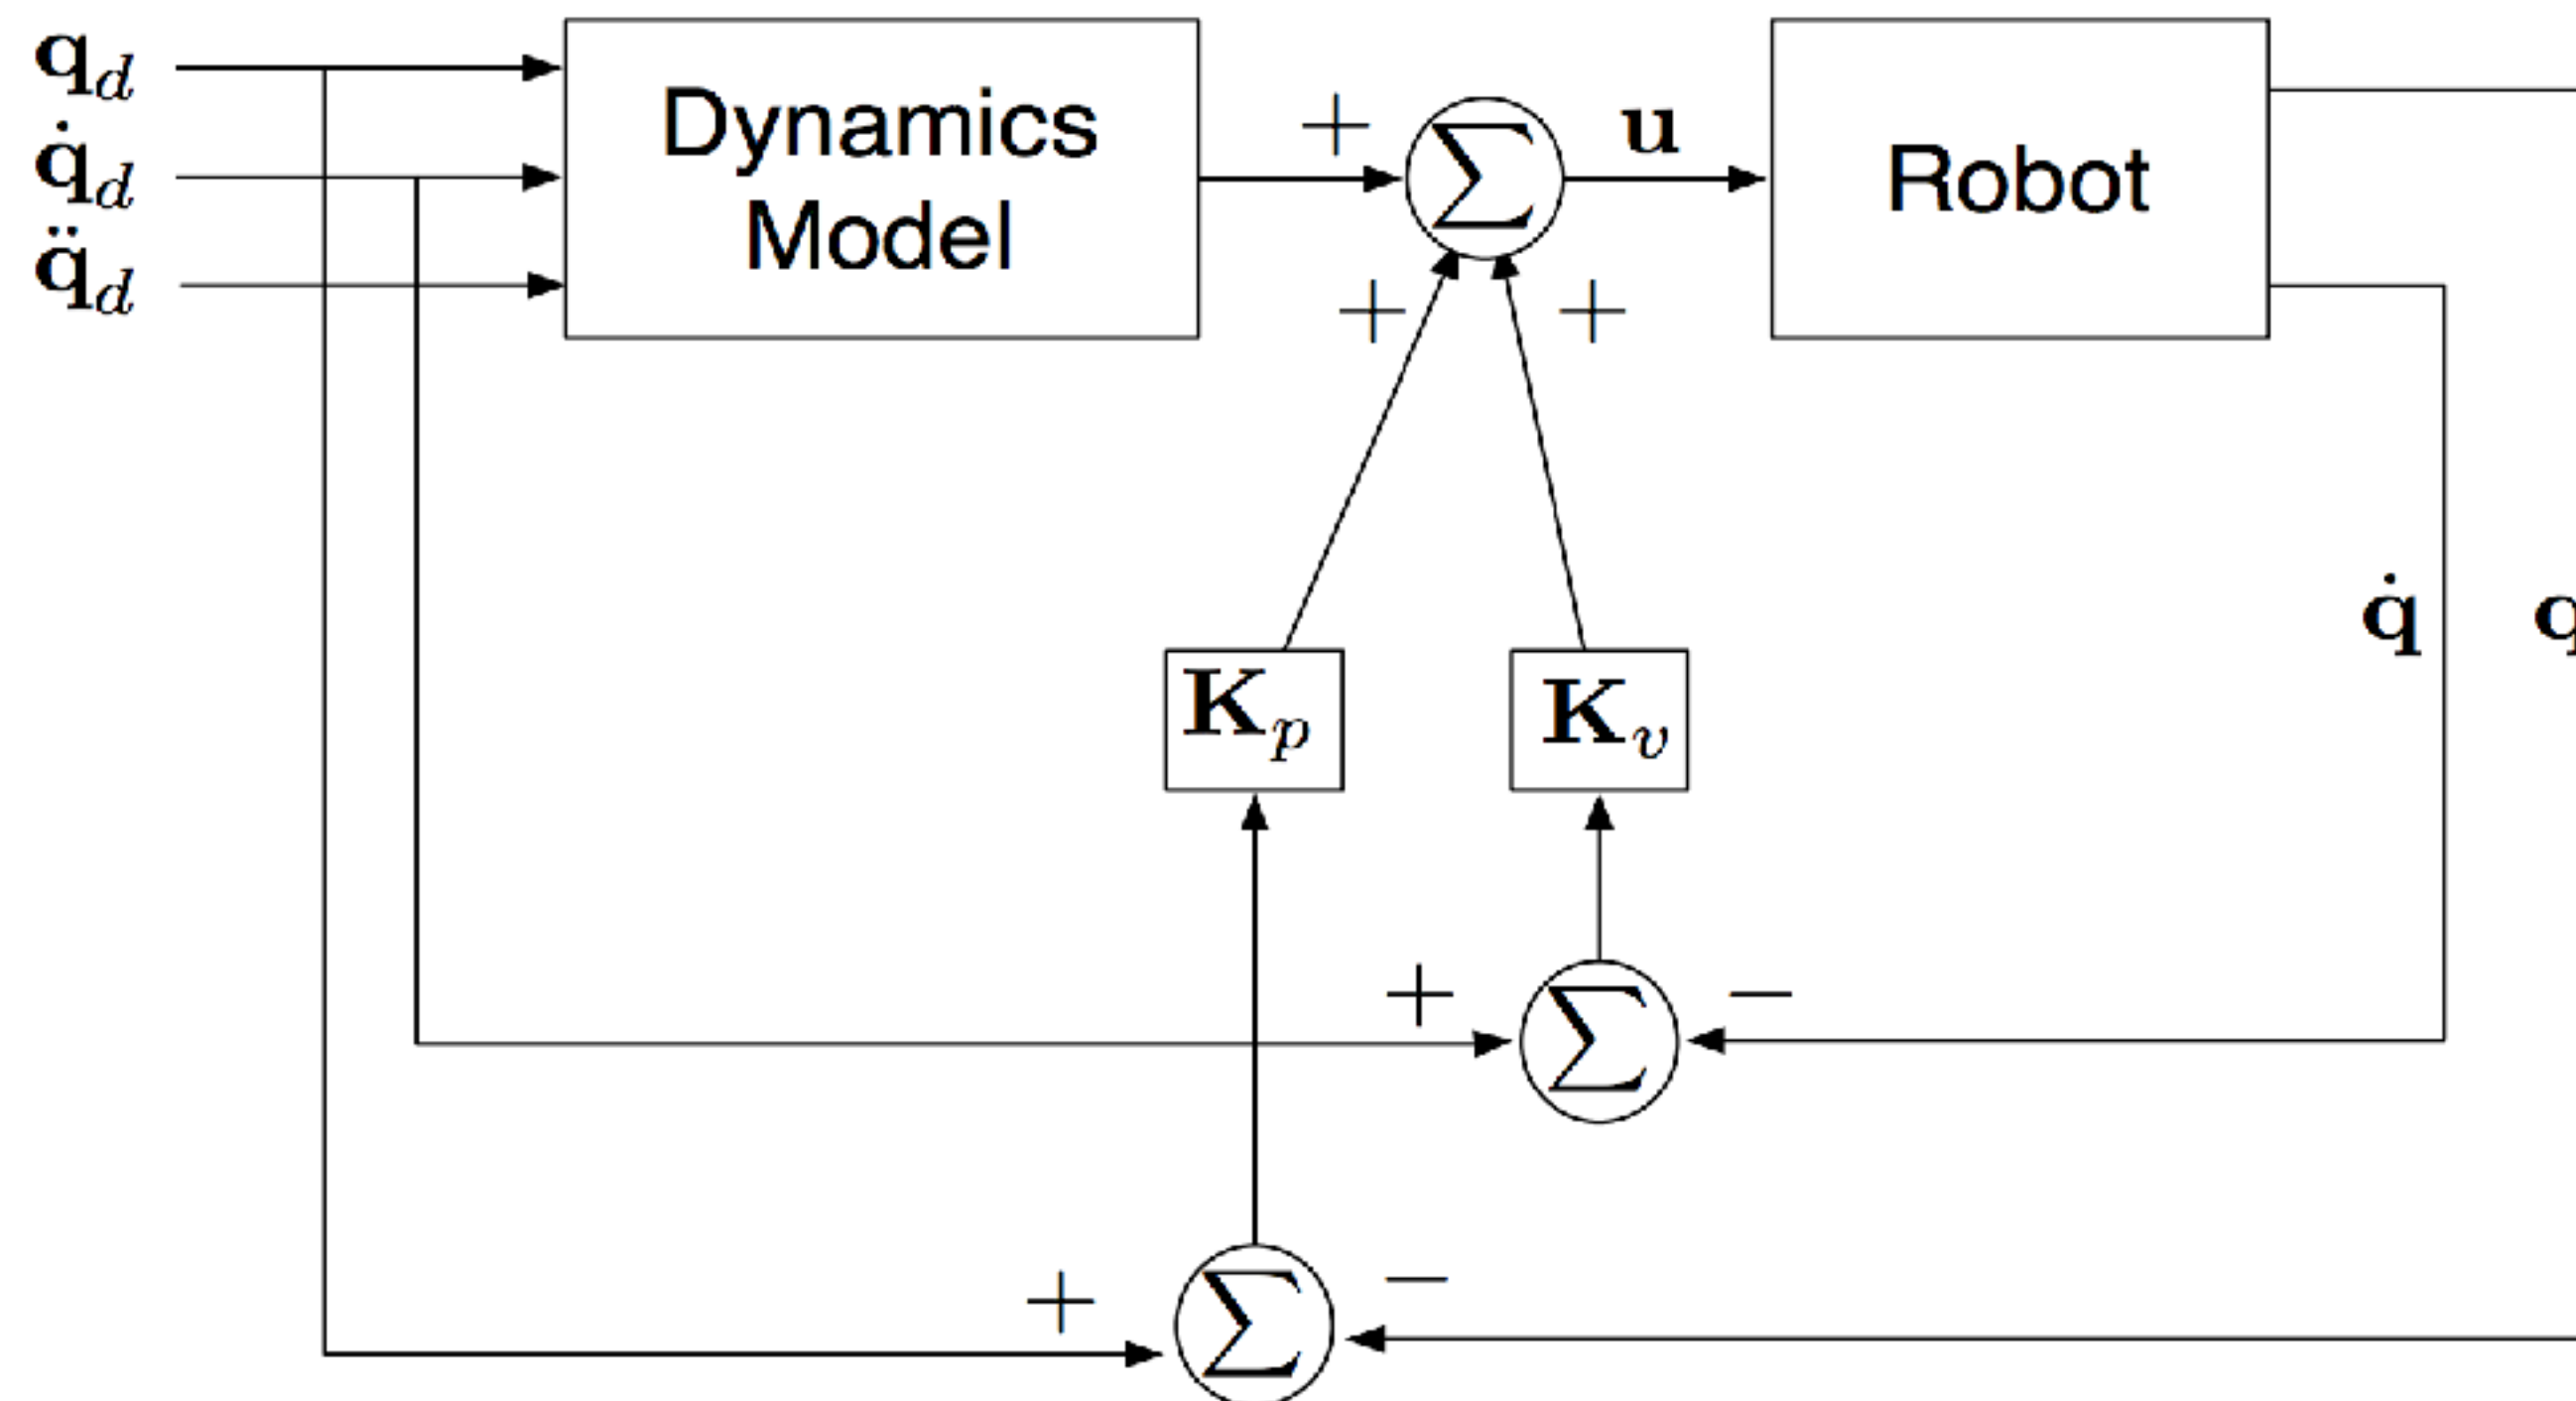 q_d
q̇_d
q̈_d
Dynamics
Model
+
Σ
u
Robot
+
+
q̇
q
K_p
K_v
+
Σ
−
+
Σ
−